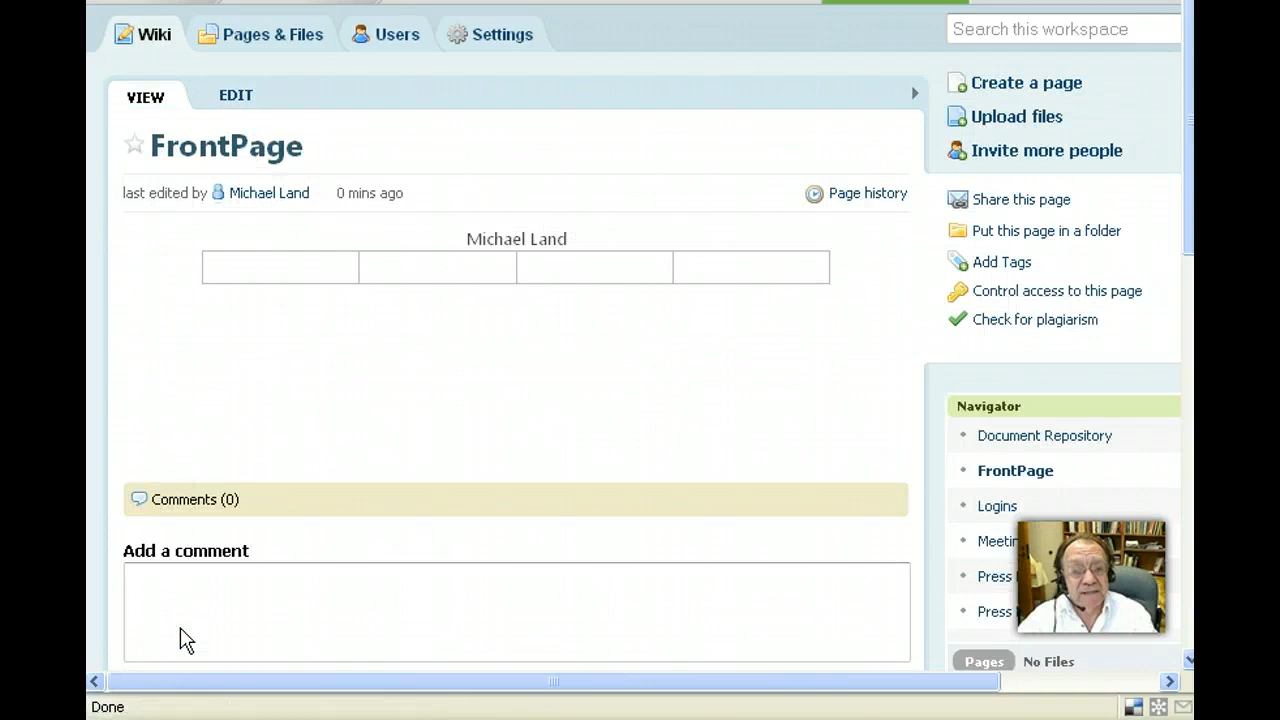 Wiki
Pages & Files
Users
Settings
Search this workspace
VIEW
EDIT
FrontPage
last edited by Michael Land 0 mins ago
Page history
Michael Land
Comments (0)
Add a comment
Create a page
Upload files
Invite more people
Share this page
Put this page in a folder
Add Tags
Control access to this page
Check for plagiarism
Navigator
Document Repository
FrontPage
Logins
Press
Press
Pages No Files
Done